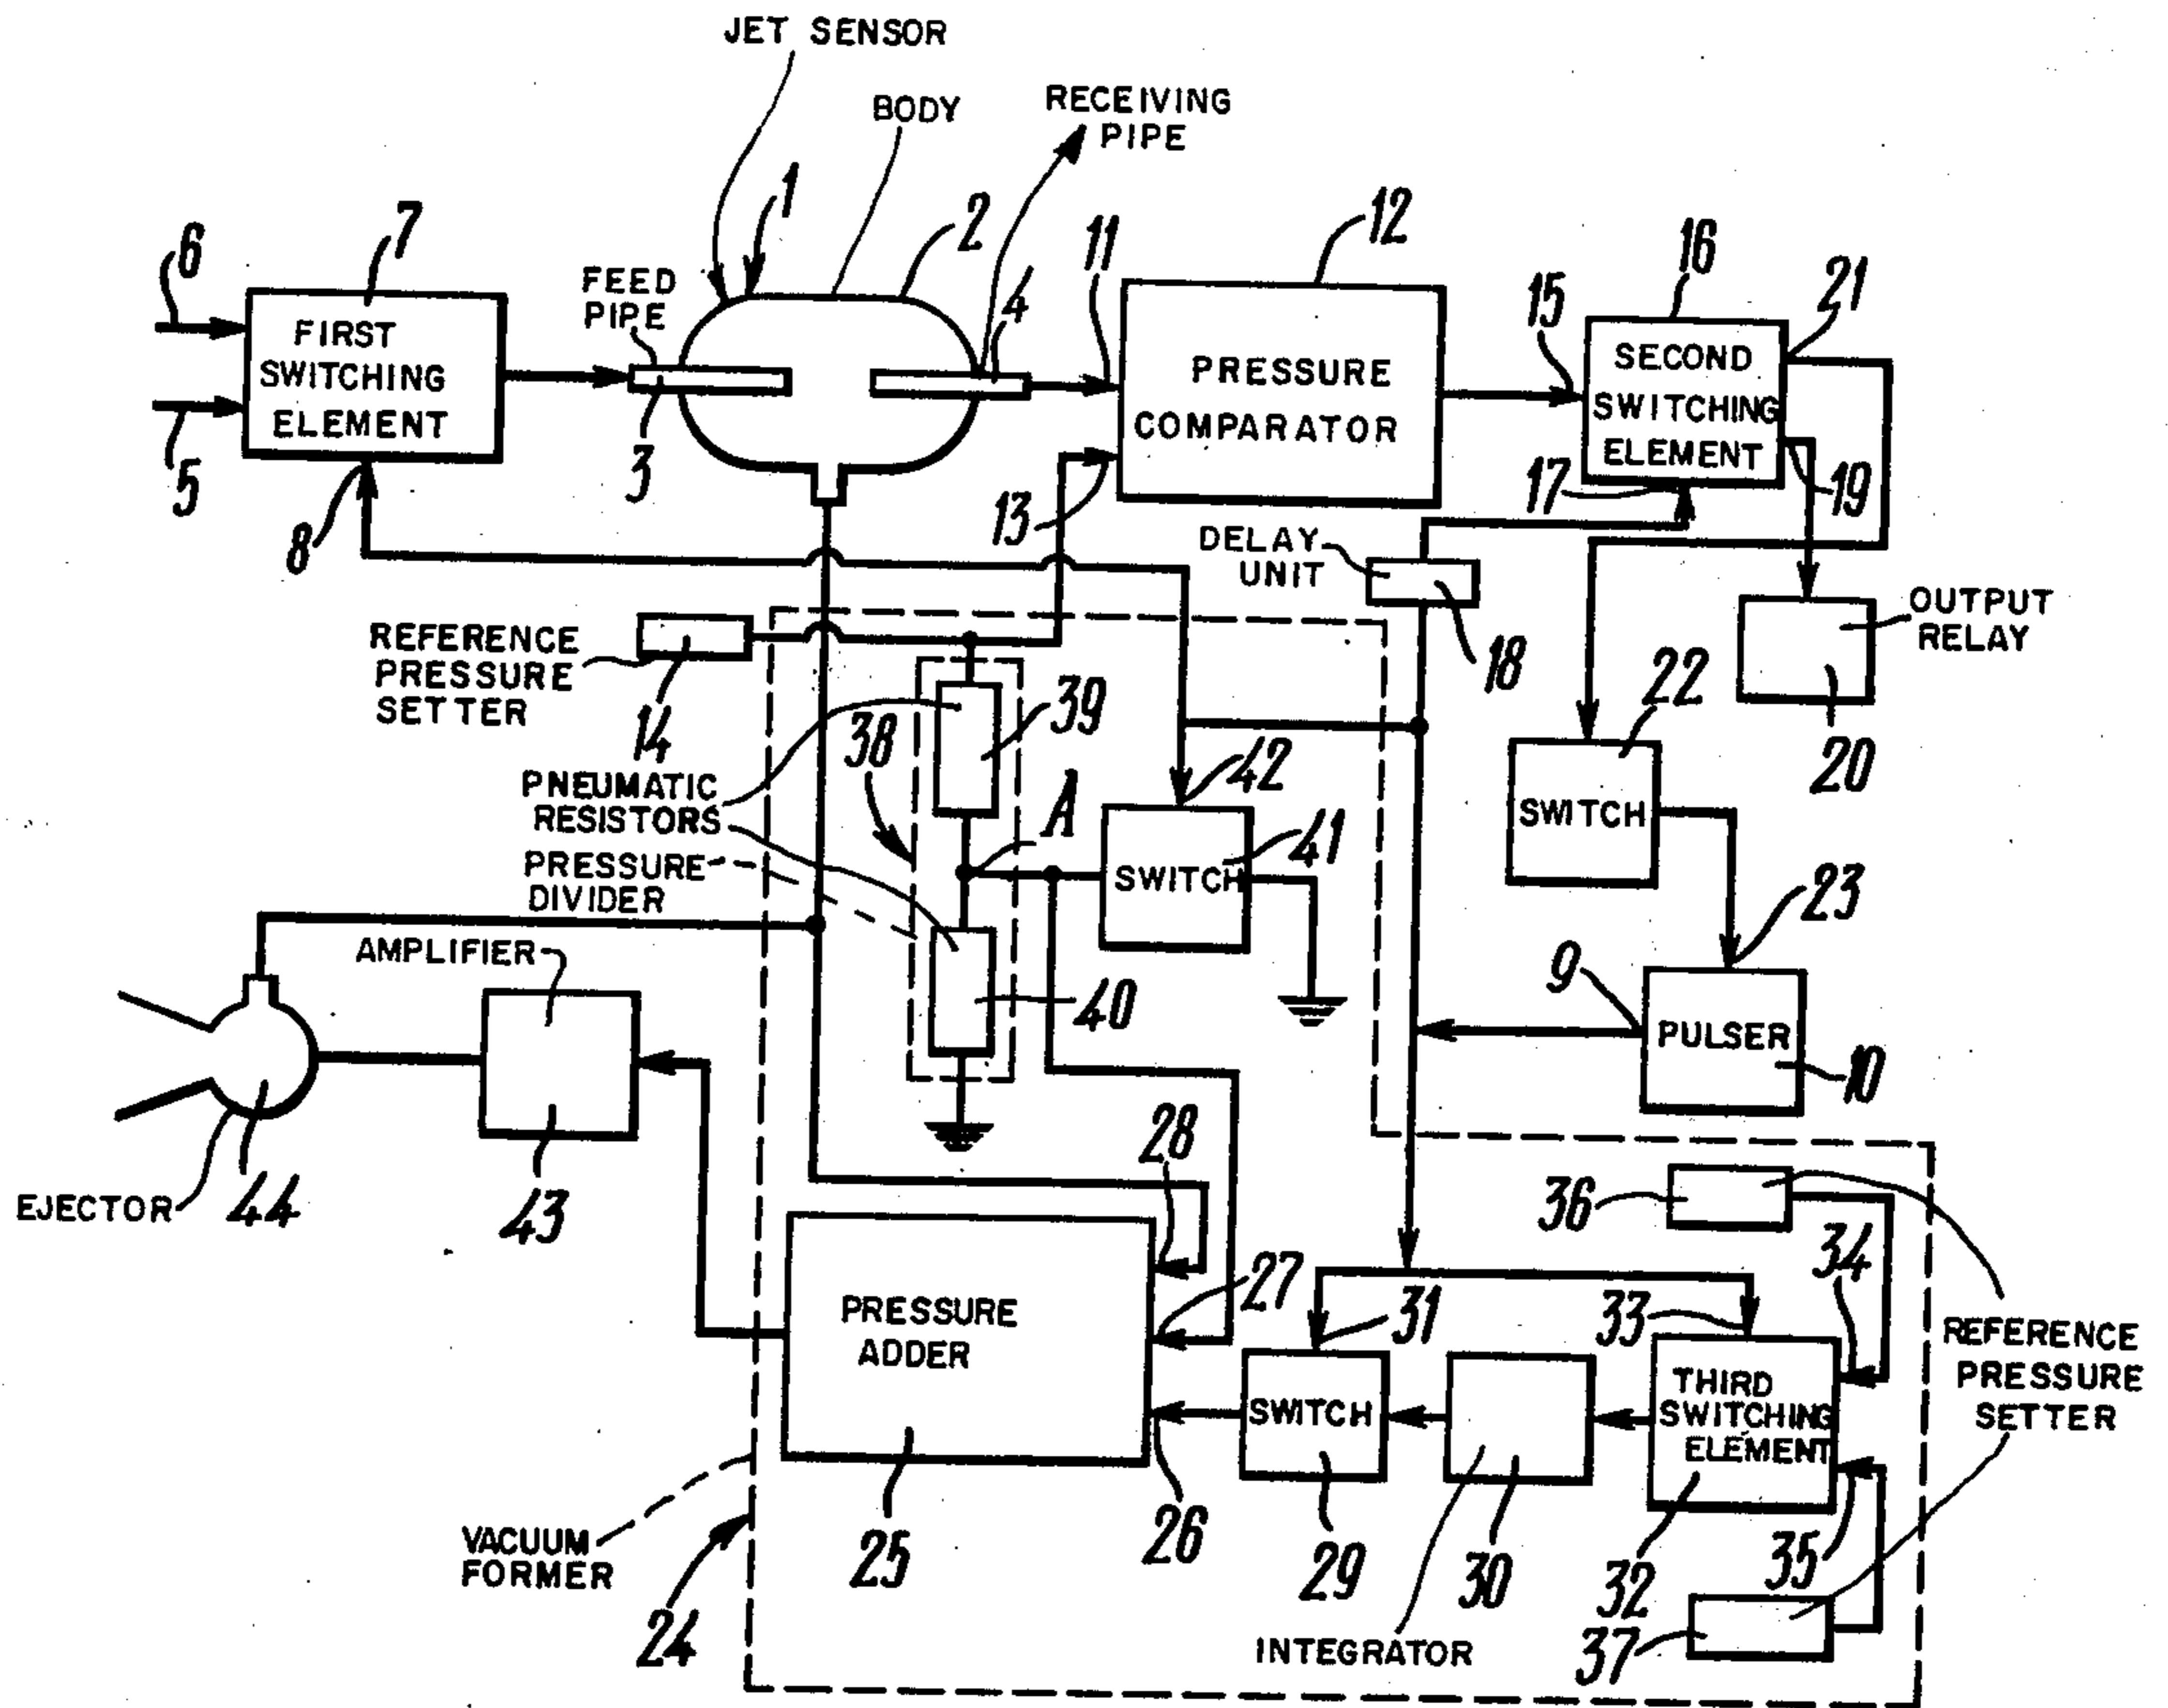 JET SENSOR
BODY
RECEIVING
PIPE
1
2
12
7
6
11
16
21
FEED
PIPE
4
15
FIRST
SWITCHING
ELEMENT
PRESSURE
COMPARATOR
SECOND
SWITCHING
ELEMENT
5
3
8
13
17
19
DELAY
UNIT
18
OUTPUT
RELAY
REFERENCE
PRESSURE
SETTER
14
39
38
22
20
42
PNEUMATIC
RESISTORS
A
SWITCH
41
SWITCH
PRESSURE
DIVIDER
23
AMPLIFIER
9
40
PULSER
10
28
EJECTOR
44
43
36
34
27
31
33
PRESSURE
ADDER
REFERENCE
PRESSURE
SETTER
SWITCH
THIRD
SWITCHING
ELEMENT
25
26
29
30
32
35
VACUUM
FORMER
24
INTEGRATOR
37